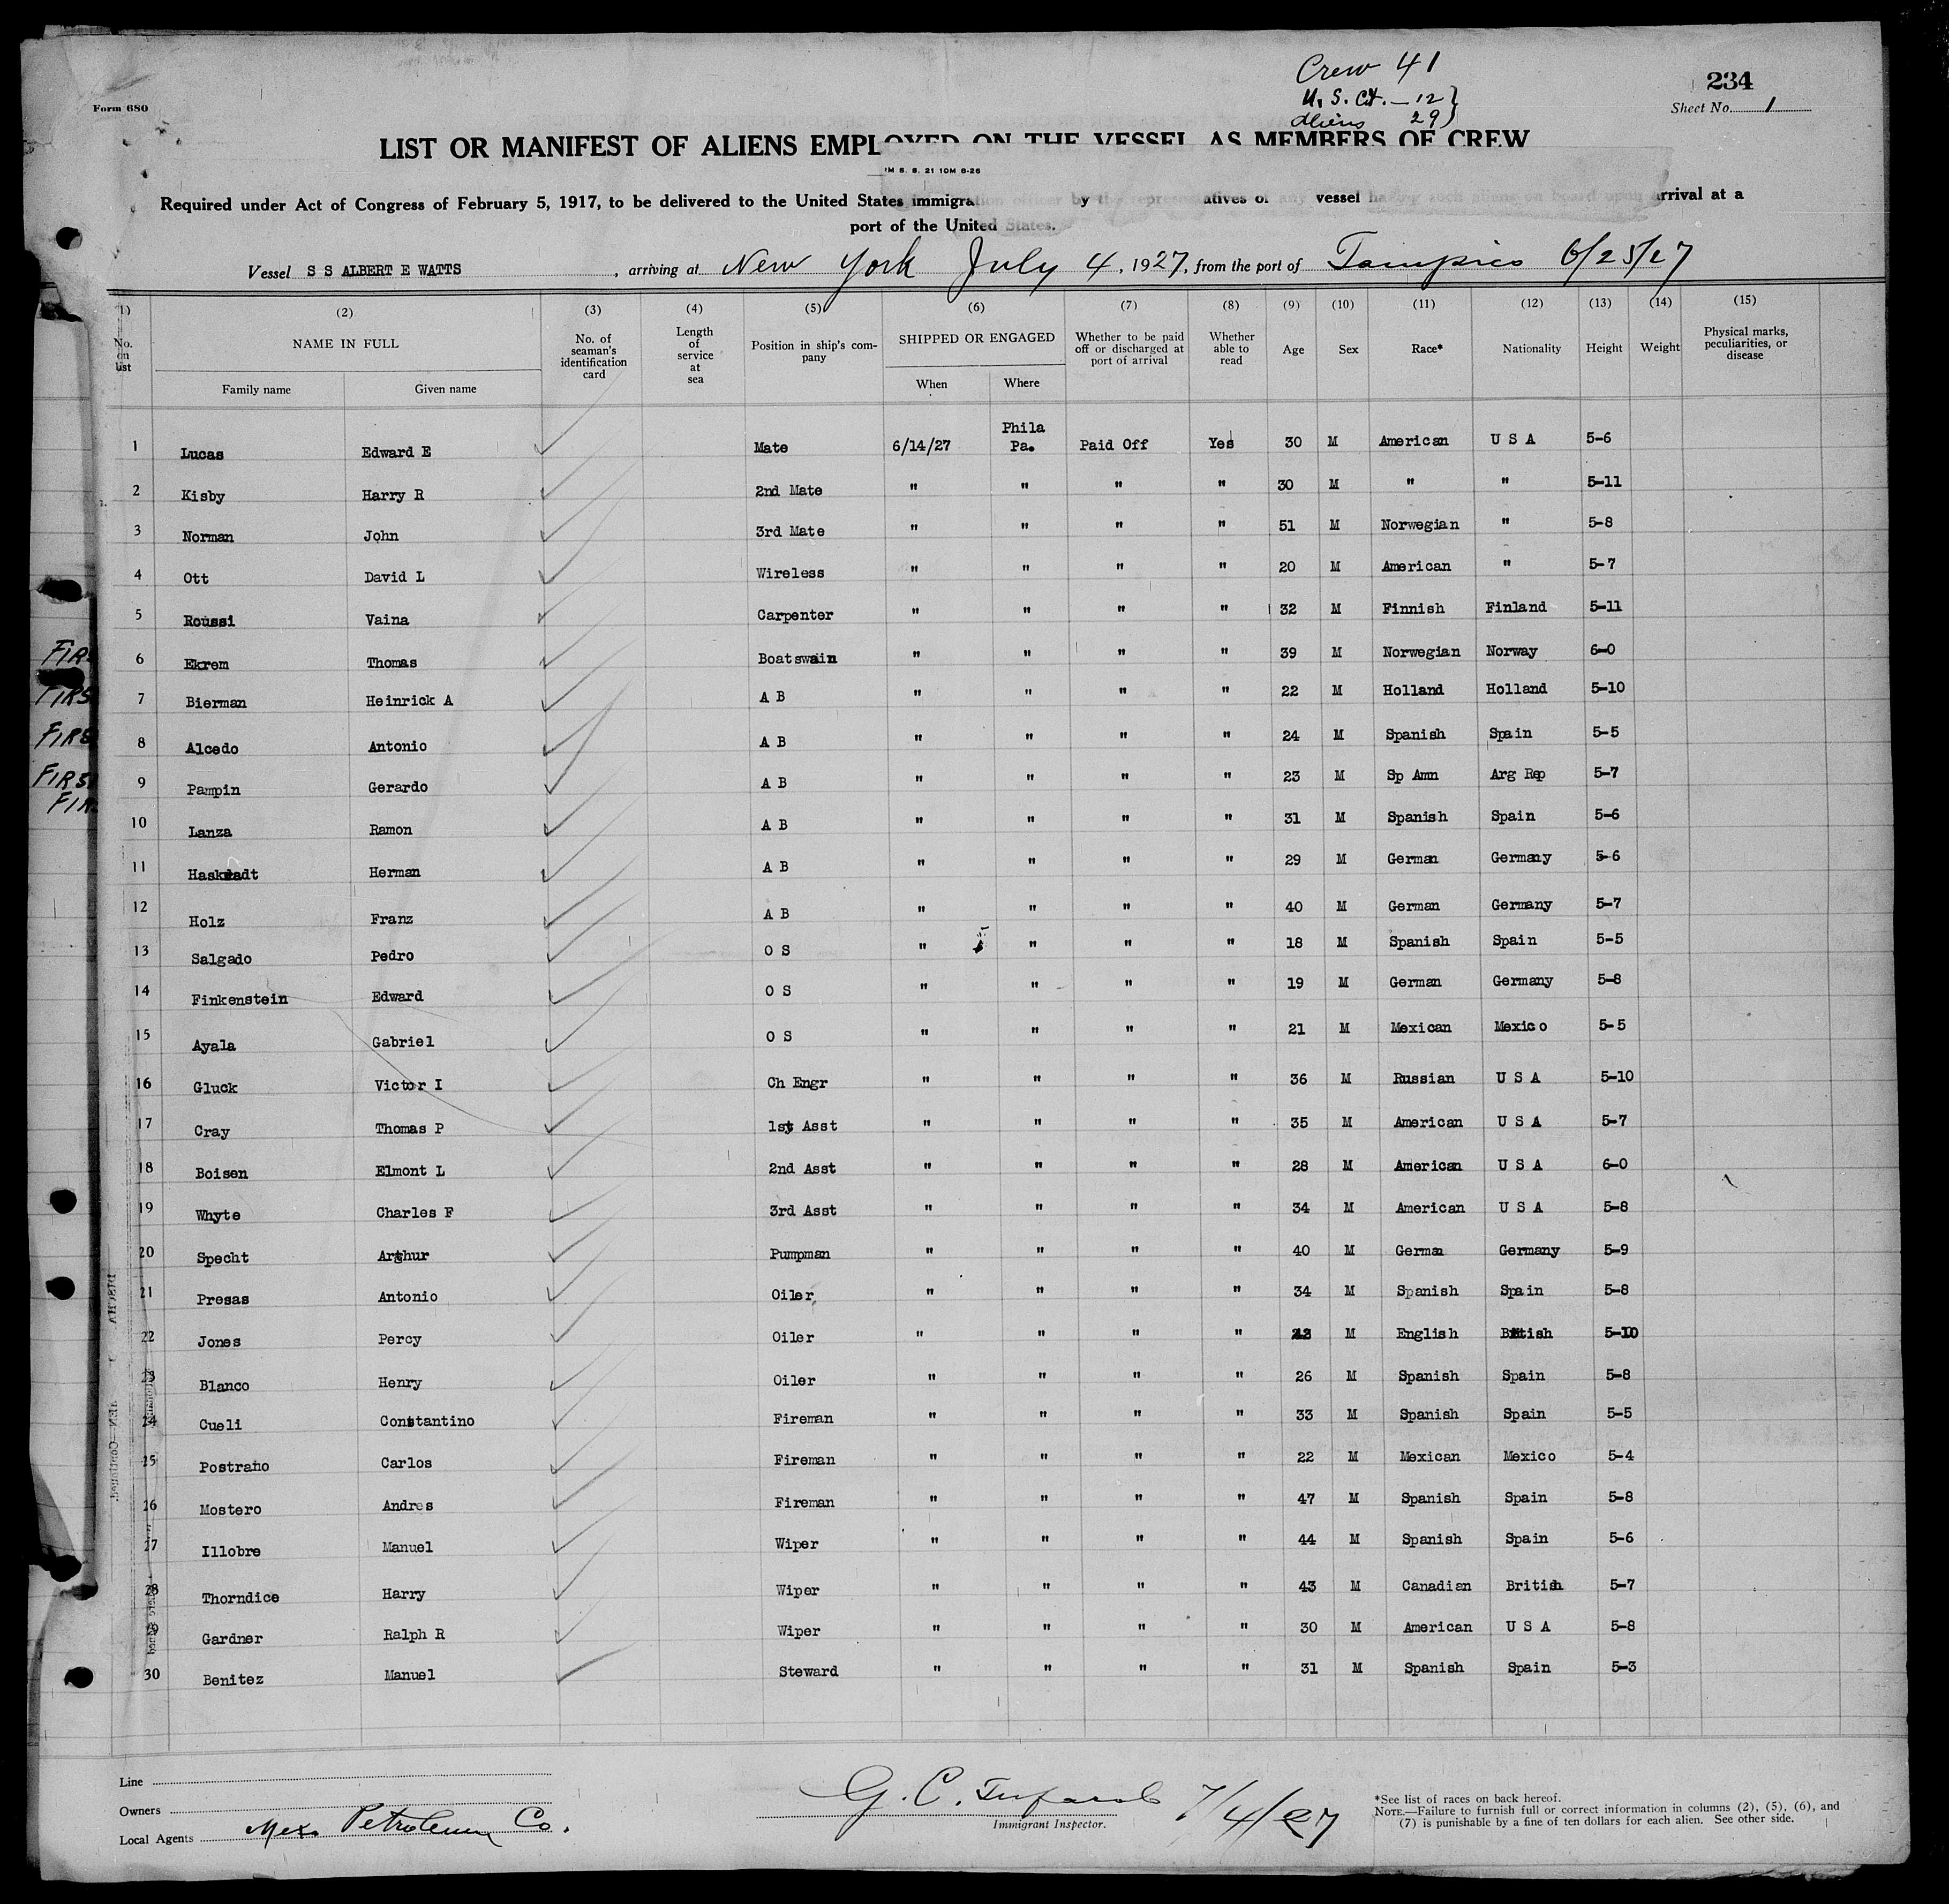 Crew 41
U. S. Cit. — 12
Aliens 29
234
Form 680
Sheet No. 1
LIST OR MANIFEST OF ALIENS EMPLOYED ON THE VESSEL AS MEMBERS OF CREW
M S. S. 21 10M 6-26
Required under Act of Congress of February 5, 1917, to be delivered to the United States immigration officer by the representatives of any vessel having such aliens on board upon arrival at a
port of the United States.
Vessel S S ALBERT E WATTS, arriving at New York July 4, 1927, from the port of Tampico 6/25/27
(1) (2) (3) (4) (5) (6) (7) (8) (9) (10) (11) (12) (13) (14) (15)
No. on list NAME IN FULL Family name Given name No. of seaman's identification card Length of service at sea Position in ship's company SHIPPED OR ENGAGED When Where Whether to be paid off or discharged at port of arrival Whether able to read Age Sex Race* Nationality Height Weight Physical marks, peculiarities, or disease
1 Lucas Edward E Mate 6/14/27 Phila Pa. Paid Off Yes 30 M American U S A 5-6
2 Kisby Harry R 2nd Mate " " " " 30 M " " 5-11
3 Norman John 3rd Mate " " " " 51 M Norwegian " 5-8
4 Ott David L Wireless " " " " 20 M American " 5-7
5 Roussi Vaina Carpenter " " " " 32 M Finnish Finland 5-11
6 Ekrem Thomas Boatswain " " " " 39 M Norwegian Norway 6-0
7 Bierman Heinrick A A B " " " " 22 M Holland Holland 5-10
8 Alcedo Antonio A B " " " " 24 M Spanish Spain 5-5
9 Pampin Gerardo A B " " " " 23 M Sp Amn Arg Rep 5-7
10 Lanza Ramon A B " " " " 31 M Spanish Spain 5-6
11 Herman A B " " " " 29 M German Germany 5-6
12 Holz Franz A B " " " " 40 M German Germany 5-7
13 Salgado Pedro O S " " " " 18 M Spanish Spain 5-5
14 Finkenstein Edward O S " " " " 19 M German Germany 5-8
15 Ayala Gabriel O S " " " " 21 M Mexican Mexico 5-5
16 Gluck Victor I Ch Engr " " " " 36 M Russian U S A 5-10
17 Cray Thomas P 1st Asst " " " " 35 M American U S A 5-7
18 Boisen Elmont L 2nd Asst " " " " 28 M American U S A 6-0
19 Whyte Charles F 3rd Asst " " " " 34 M American U S A 5-8
20 Specht Arthur Pumpman " " " " 40 M German Germany 5-9
21 Presas Antonio Oiler " " " " 34 M Spanish Spain 5-8
22 Jones Percy Oiler " " " " M English British 5-10
23 Blanco Henry Oiler " " " " 26 M Spanish Spain 5-8
24 Cueli Constantino Fireman " " " " 33 M Spanish Spain 5-5
25 Postraño Carlos Fireman " " " " 22 M Mexican Mexico 5-4
26 Mostero Andres Fireman " " " " 47 M Spanish Spain 5-8
27 Illobre Manuel Wiper " " " " 44 M Spanish Spain 5-6
28 Thorndice Harry Wiper " " " " 43 M Canadian British 5-7
29 Gardner Ralph R Wiper " " " " 30 M American U S A 5-8
30 Benitez Manuel Steward " " " " 31 M Spanish Spain 5-3
Line
Owners
Local Agents Mex. Petroleum Co.
G. C. 7/4/27
Immigrant Inspector.
*See list of races on back hereof.
NOTE.—Failure to furnish full or correct information in columns (2), (5), (6), and
(7) is punishable by a fine of ten dollars for each alien. See other side.